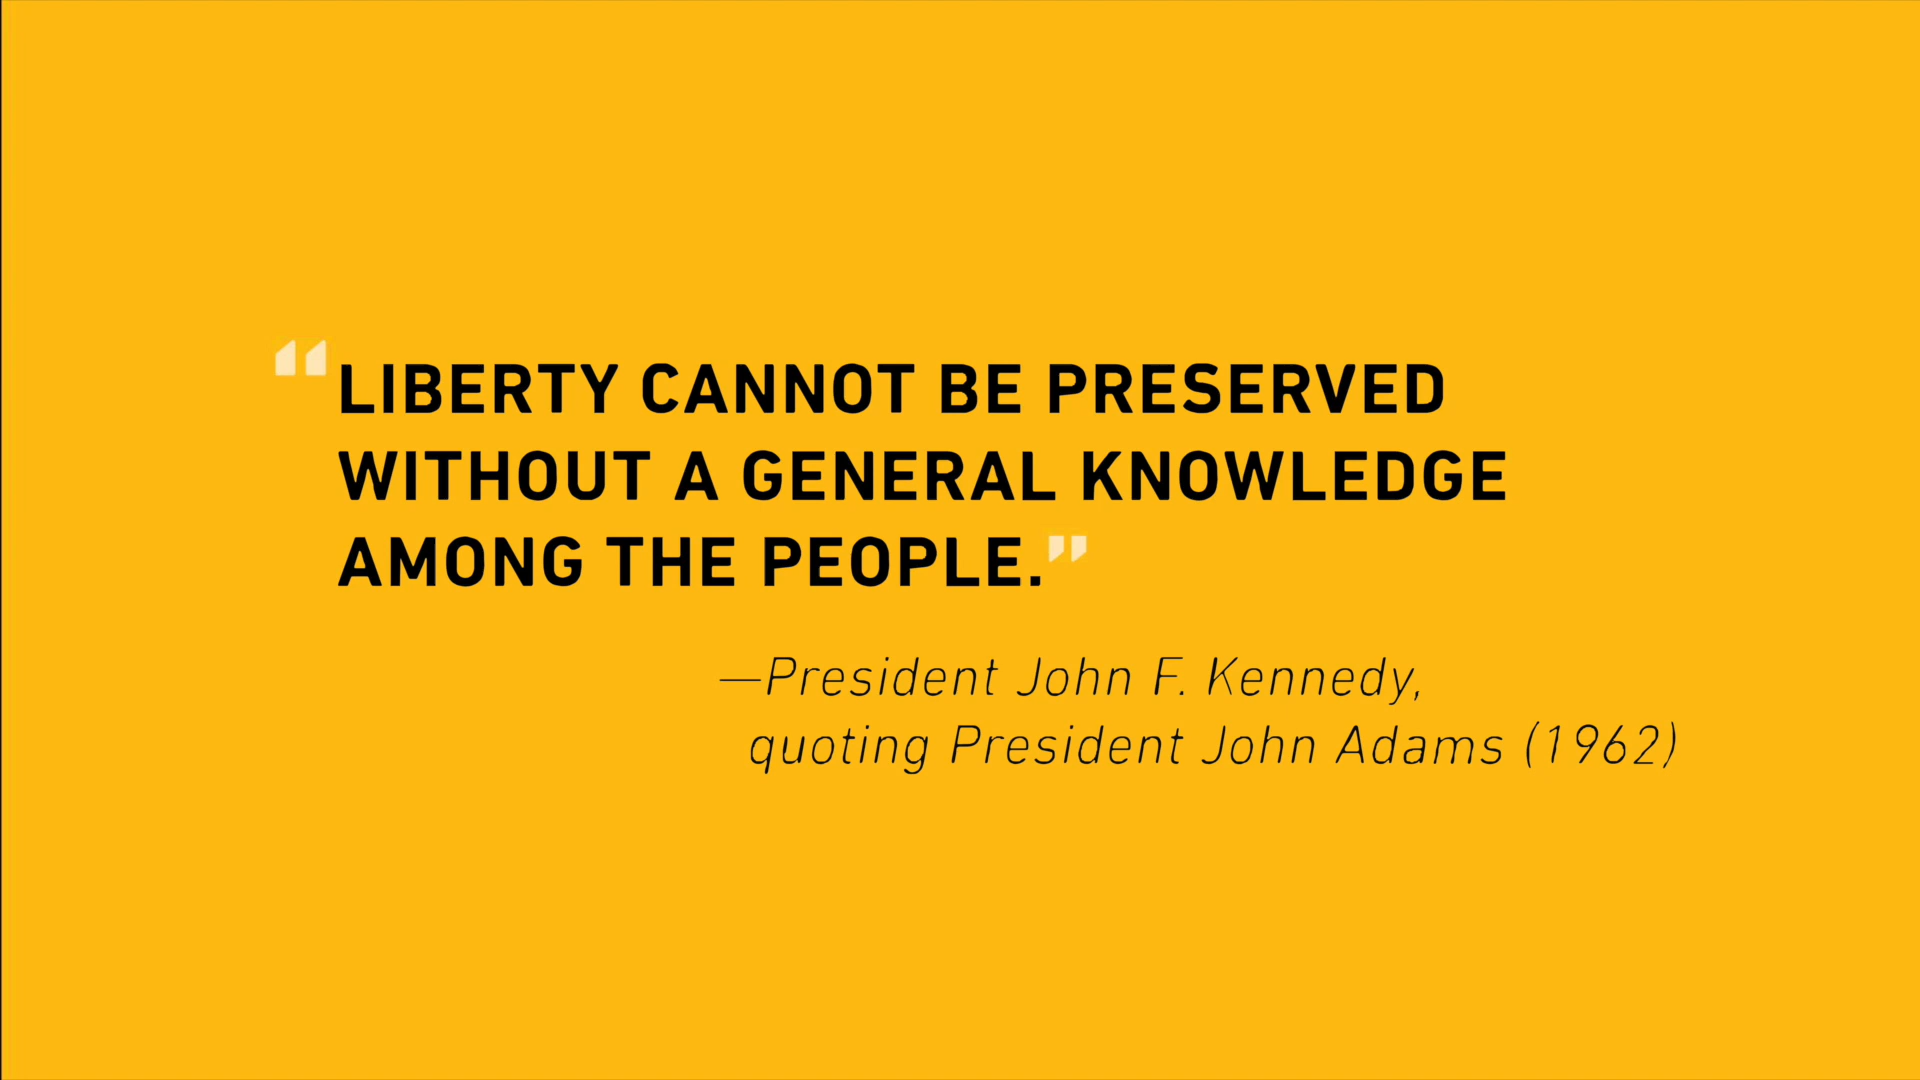 “LIBERTY CANNOT BE PRESERVED
WITHOUT A GENERAL KNOWLEDGE
AMONG THE PEOPLE.”
—President John F. Kennedy,
quoting President John Adams (1962)